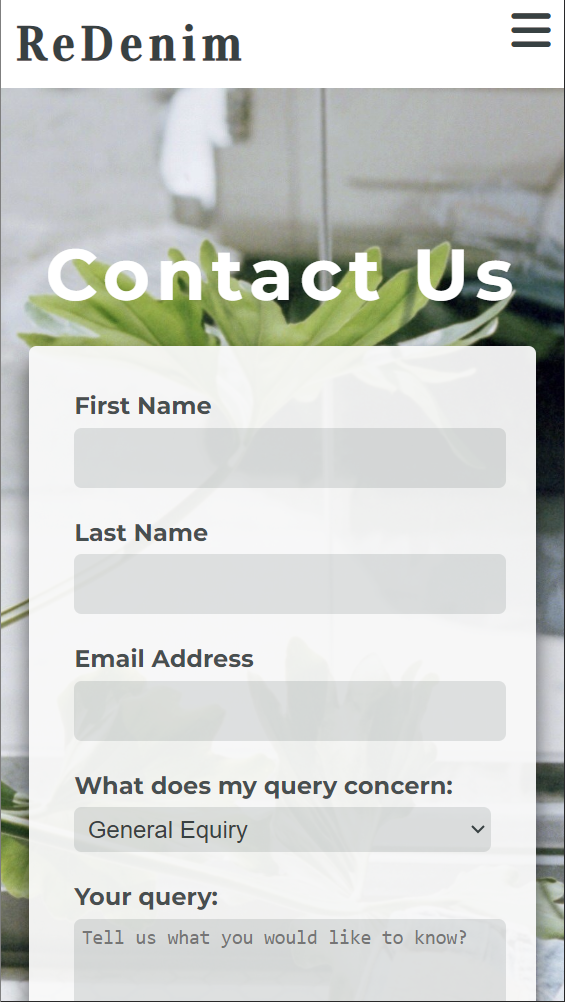 ReDenim
Contact Us
First Name
Last Name
Email Address
What does my query concern:
General Equiry
Your query:
Tell us what you would like to know?